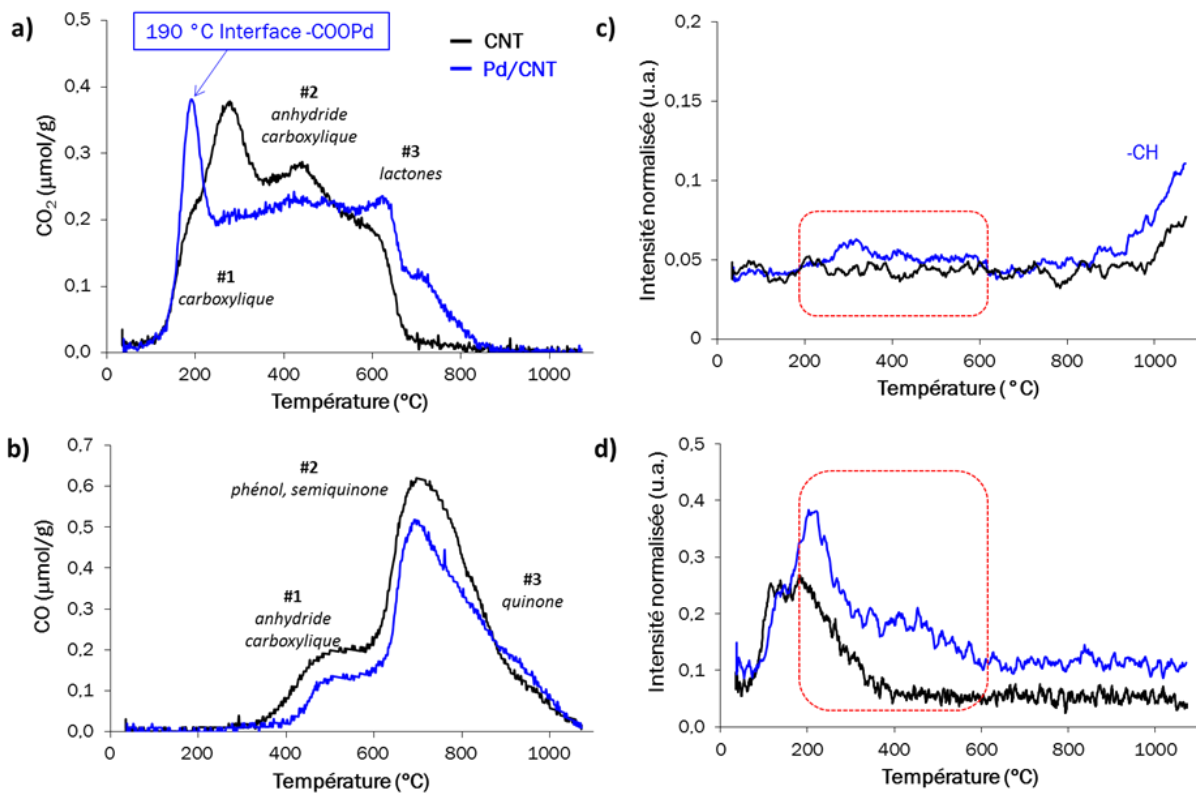 a)
0,5
0,4
0,3
0,2
0,1
0,0
CO₂ (µmol/g)
190 °C Interface -COOPd
CNT
Pd/CNT
#2
anhydride
carboxylique
#3
lactones
#1
carboxylique
0 200 400 600 800 1000
Température (°C)
c)
0,2
0,15
0,1
0,05
0
Intensité normalisée (u.a.)
-CH
0 200 400 600 800 1000
Température (°C)
b)
0,7
0,6
0,5
0,4
0,3
0,2
0,1
0,0
CO (µmol/g)
#2
phénol, semiquinone
#1
anhydride
carboxylique
#3
quinone
0 200 400 600 800 1000
Température (°C)
d)
0,5
0,4
0,3
0,2
0,1
0,0
Intensité normalisée (u.a.)
0 200 400 600 800 1000
Température (°C)